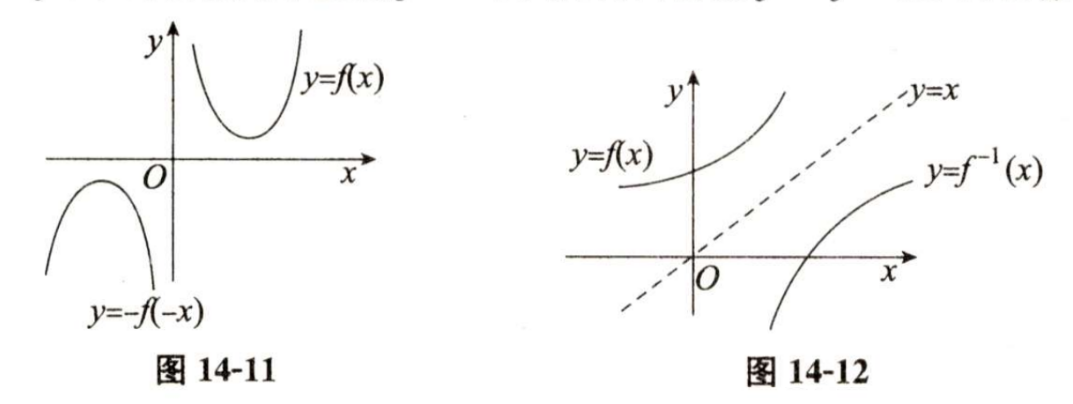 y
y=f(x)
O
x
y=-f(-x)
图 14-11
y
y=x
y=f(x)
y=f⁻¹(x)
O
x
图 14-12